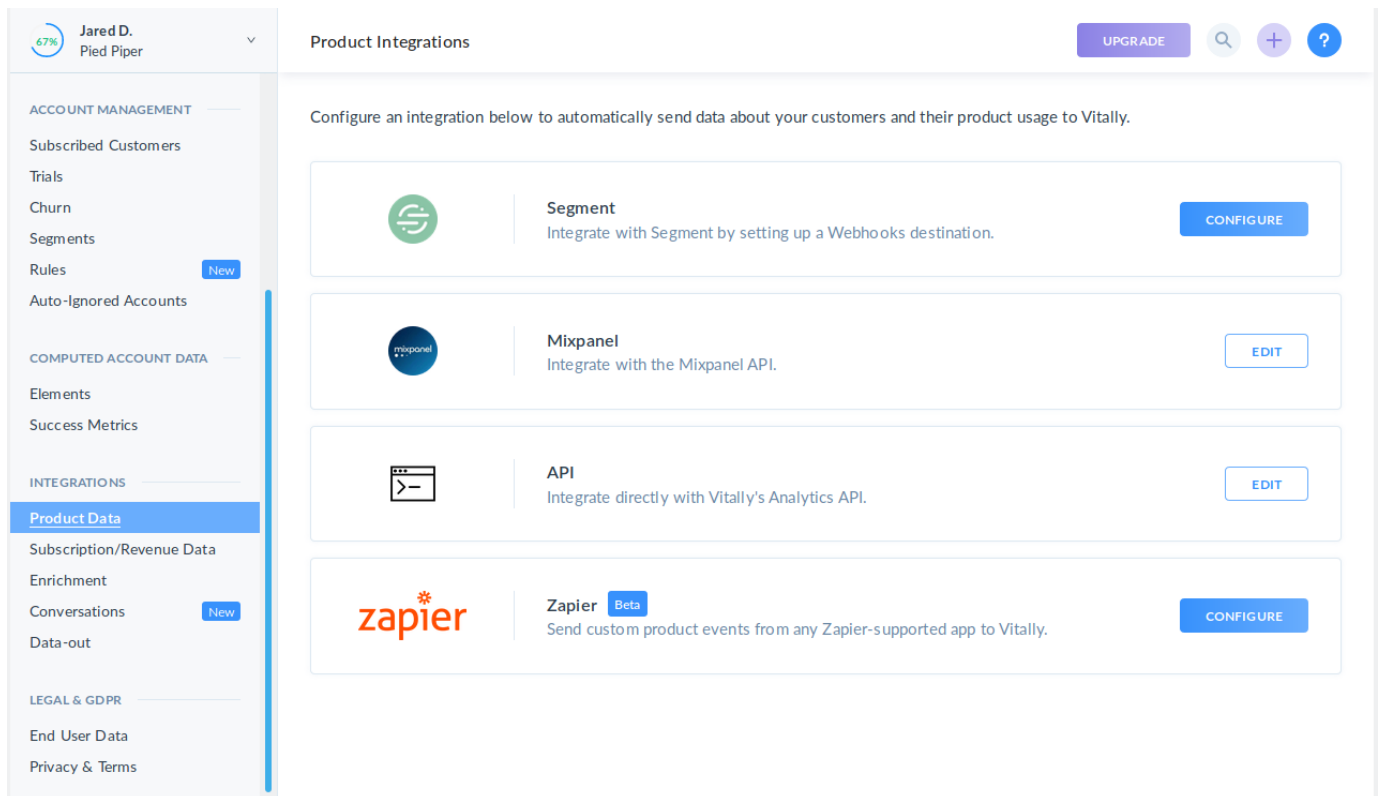 67%
Jared D.
Pied Piper
Product Integrations
UPGRADE
?
ACCOUNT MANAGEMENT
Subscribed Customers
Trials
Churn
Segments
Rules New
Auto-Ignored Accounts
COMPUTED ACCOUNT DATA
Elements
Success Metrics
INTEGRATIONS
Product Data
Subscription/Revenue Data
Enrichment
Conversations New
Data-out
LEGAL & GDPR
End User Data
Privacy & Terms
Configure an integration below to automatically send data about your customers and their product usage to Vitally.
Segment
Integrate with Segment by setting up a Webhooks destination.
CONFIGURE
mixpanel
Mixpanel
Integrate with the Mixpanel API.
EDIT
API
Integrate directly with Vitally's Analytics API.
EDIT
zapier
Zapier Beta
Send custom product events from any Zapier-supported app to Vitally.
CONFIGURE